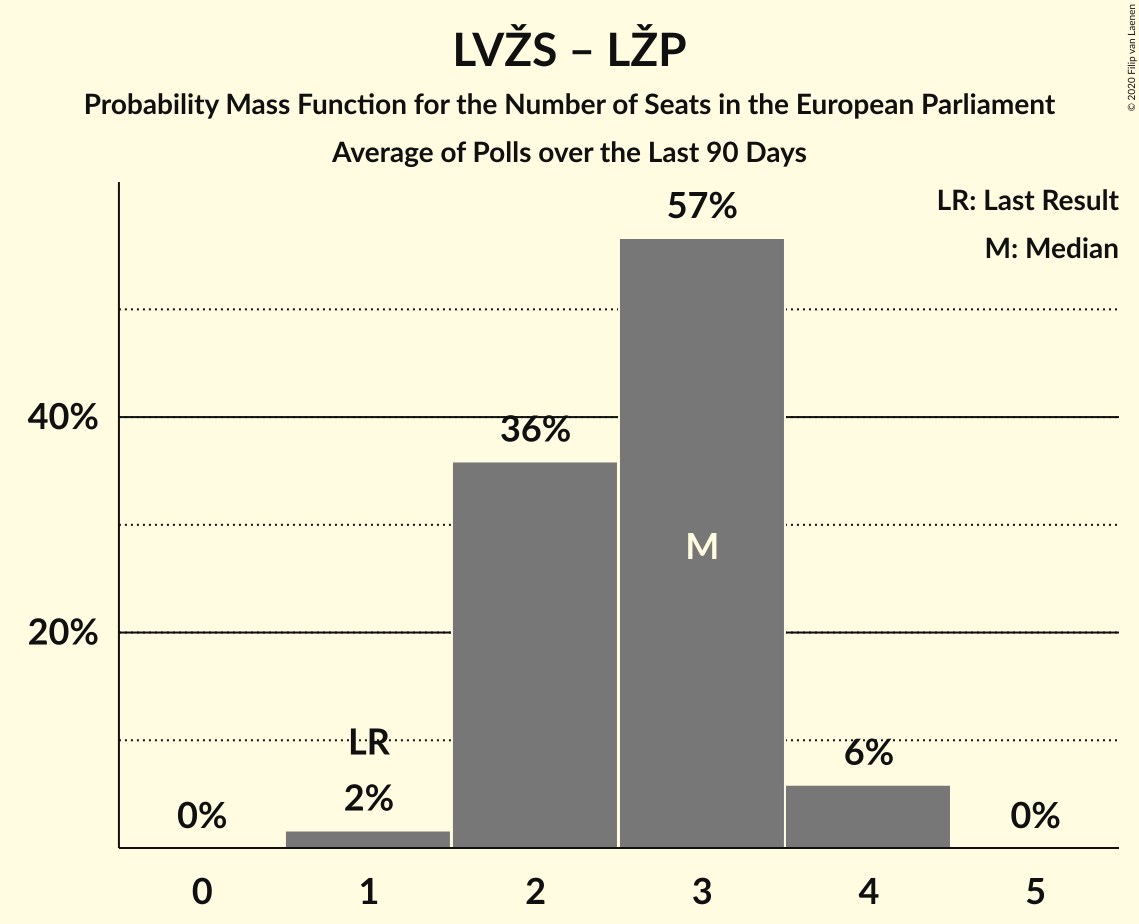 LVŽS – LŽP
Probability Mass Function for the Number of Seats in the European Parliament
Average of Polls over the Last 90 Days
© 2020 Filip van Laenen
LR: Last Result
M: Median
57%
40%
36%
M
20%
LR
6%
2%
0%
0%
0 1 2 3 4 5